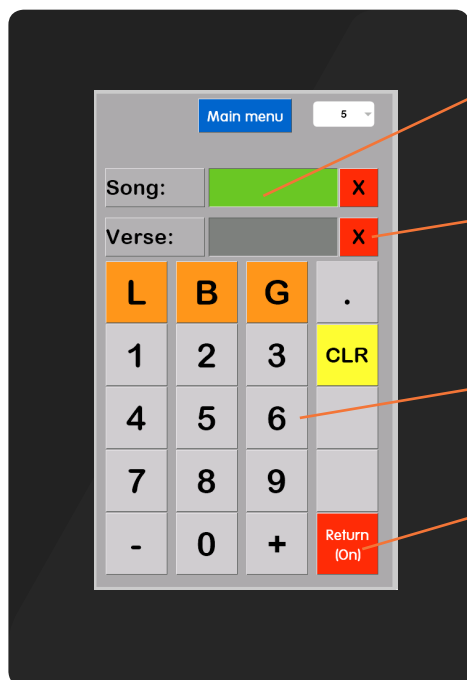 Main menu 5
Song: X
Verse: X
L B G .
1 2 3 CLR
4 5 6
7 8 9
- 0 + Return
(On)